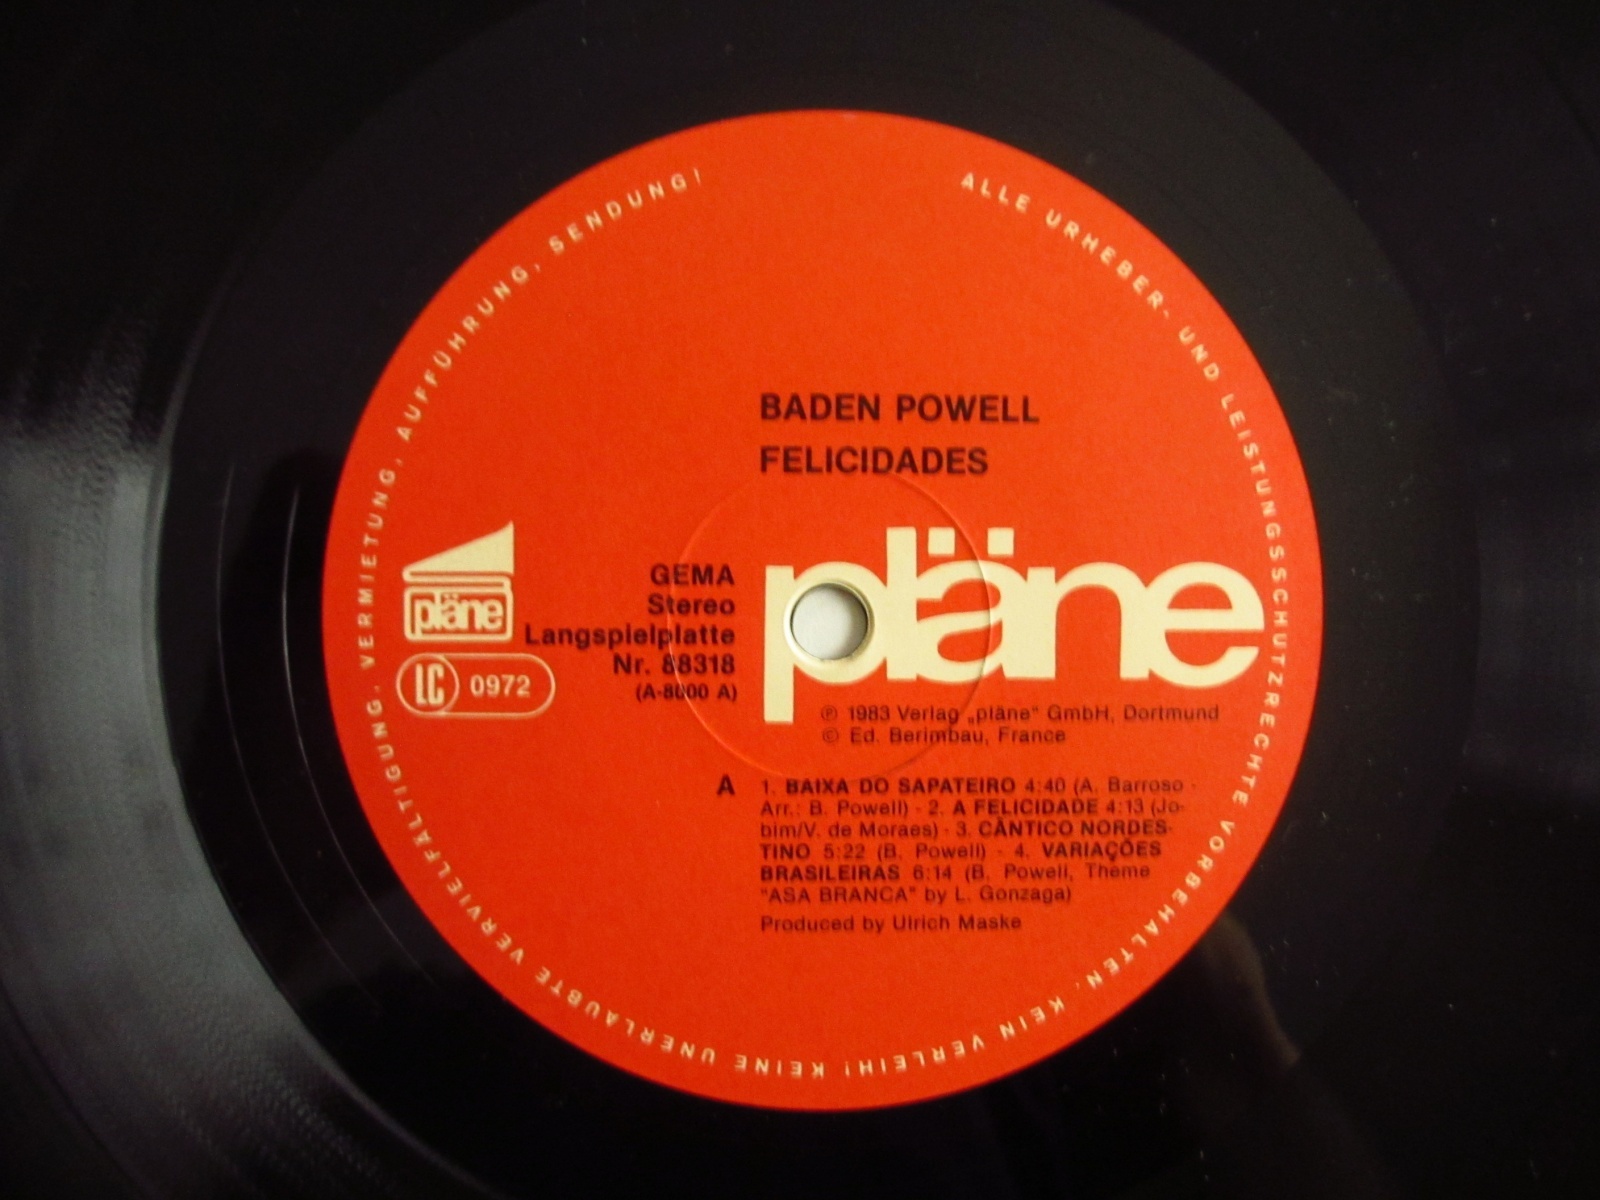 ALLE URHEBER- UND LEISTUNGSSCHUTZRECHTE VORBEHALTEN. KEIN VERLEIH! KEINE UNERLAUBTE VERVIELFÄLTIGUNG, VERMIETUNG, AUFFÜHRUNG, SENDUNG!
BADEN POWELL
FELICIDADES
pläne
LC 0972
GEMA
Stereo
Langspielplatte
Nr. 88318
(A-8000 A)
pläne
℗ 1983 Verlag „pläne“ GmbH, Dortmund
© Ed. Berimbau, France
A
1. BAIXA DO SAPATEIRO 4:40 (A. Barroso -
Arr.: B. Powell) - 2. A FELICIDADE 4:13 (Jo-
bim/V. de Moraes) - 3. CÂNTICO NORDES-
TINO 5:22 (B. Powell) - 4. VARIAÇÕES
BRASILEIRAS 6:14 (B. Powell, Theme
"ASA BRANCA" by L. Gonzaga)
Produced by Ulrich Maske